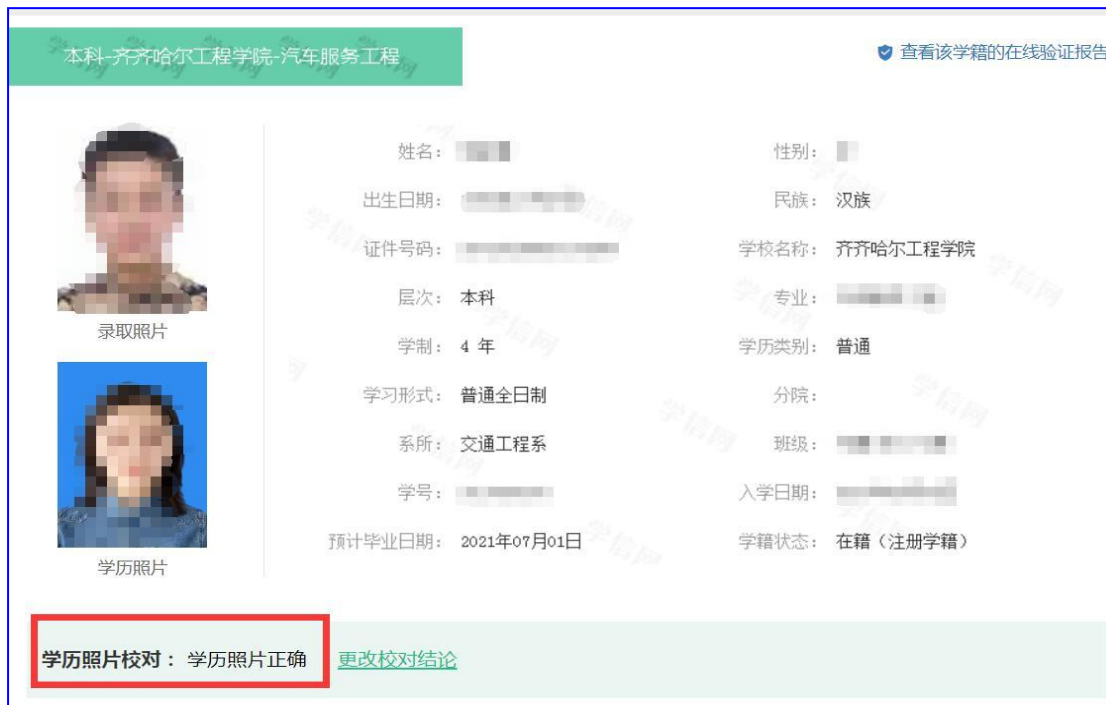 本科-齐齐哈尔工程学院-汽车服务工程
查看该学籍的在线验证报告
姓名：
性别：
出生日期：
民族： 汉族
证件号码：
学校名称： 齐齐哈尔工程学院
层次： 本科
专业：
录取照片
学制： 4 年
学历类别： 普通
学习形式： 普通全日制
分院：
系所： 交通工程系
班级：
学号：
入学日期：
预计毕业日期： 2021年07月01日
学籍状态： 在籍（注册学籍）
学历照片
学历照片校对： 学历照片正确 更改校对结论
学信网